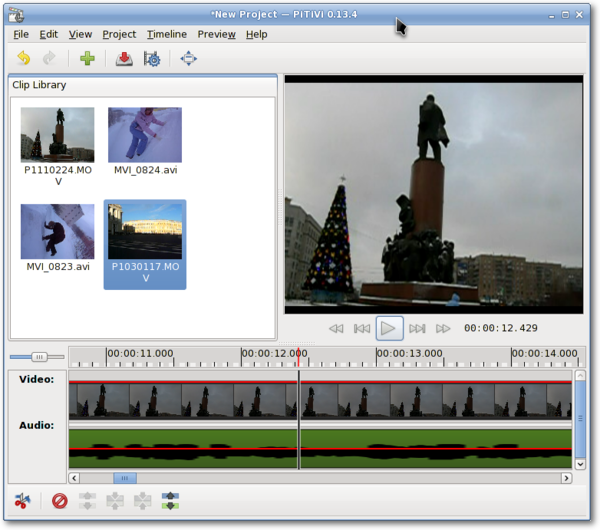 *New Project — PiTiVi 0.13.4
File Edit View Project Timeline Preview Help
Clip Library
P1110224.MO
V
MVI_0824.avi
MVI_0823.avi
P1030117.MO
V
00:00:12.429
00:00:11.000 00:00:12.000 00:00:13.000 00:00:14.000
Video:
Audio: